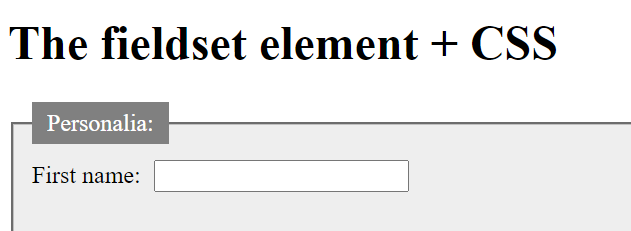 The fieldset element + CSS
Personalia:
First name: